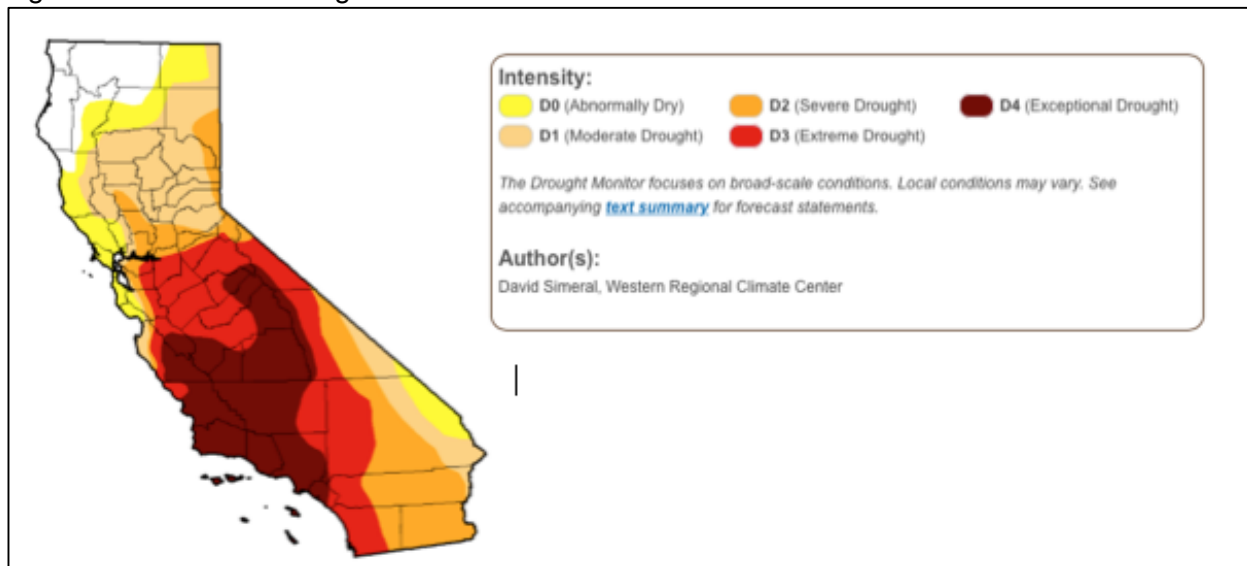 Intensity:
D0 (Abnormally Dry) D2 (Severe Drought) D4 (Exceptional Drought)
D1 (Moderate Drought) D3 (Extreme Drought)
The Drought Monitor focuses on broad-scale conditions. Local conditions may vary. See
accompanying text summary for forecast statements.
Author(s):
David Simeral, Western Regional Climate Center